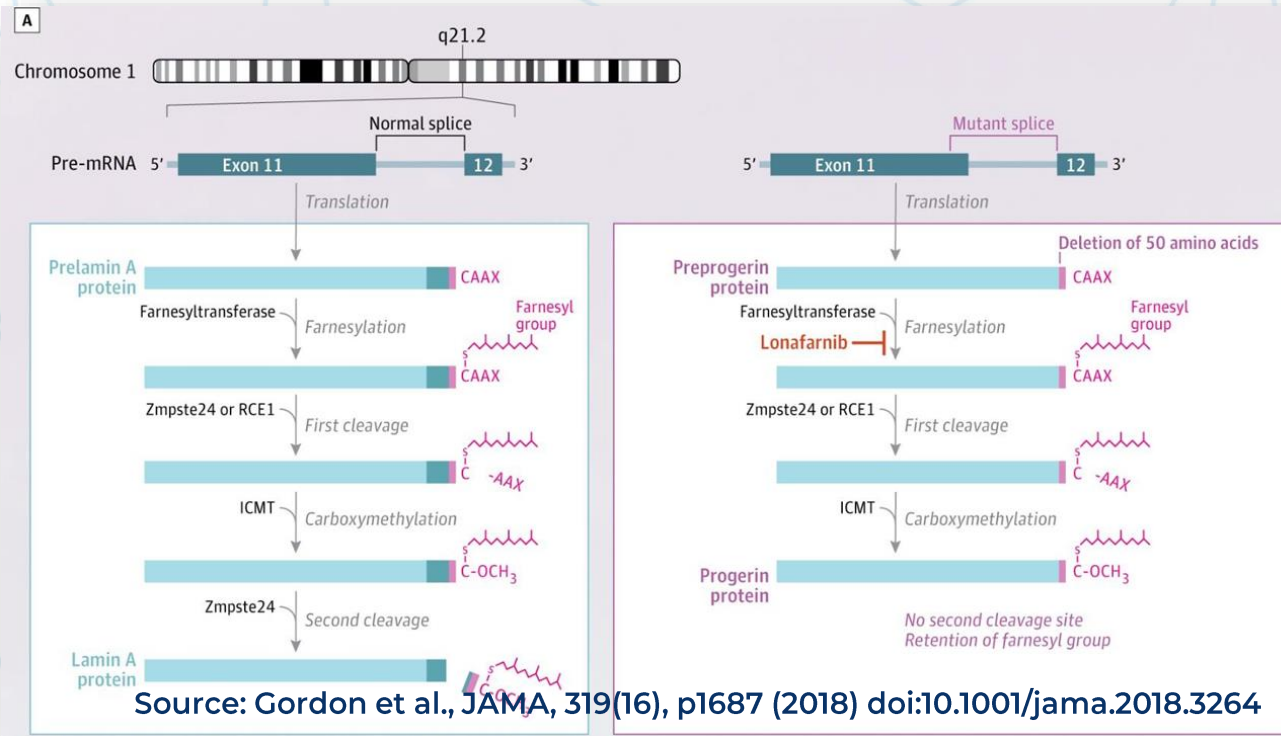 A
q21.2
Chromosome 1
Normal splice
Pre-mRNA 5′ Exon 11 12 3′
Translation
Prelamin A
protein
CAAX
Farnesyltransferase
Farnesylation
Farnesyl
group
S
CAAX
Zmpste24 or RCE1
First cleavage
S
C -AAX
ICMT
Carboxymethylation
S
C-OCH₃
Zmpste24
Second cleavage
Lamin A
protein
S
C-OCH₃
Mutant splice
5′ Exon 11 12 3′
Translation
Deletion of 50 amino acids
Preprogerin
protein
CAAX
Farnesyltransferase
Farnesylation
Lonafarnib
Farnesyl
group
S
CAAX
Zmpste24 or RCE1
First cleavage
S
C -AAX
ICMT
Carboxymethylation
S
C-OCH₃
Progerin
protein
No second cleavage site
Retention of farnesyl group
Source: Gordon et al., JAMA, 319(16), p1687 (2018) doi:10.1001/jama.2018.3264